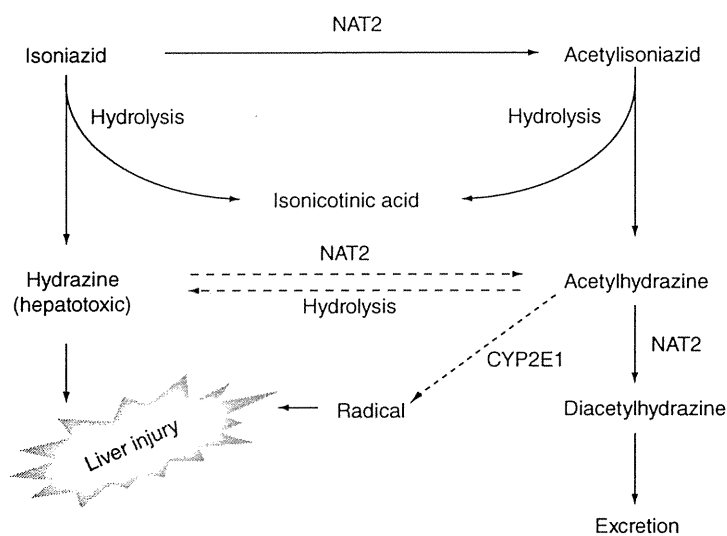 NAT2
Isoniazid
Acetylisoniazid
Hydrolysis
Hydrolysis
Isonicotinic acid
NAT2
Hydrazine
(hepatotoxic)
Acetylhydrazine
Hydrolysis
NAT2
CYP2E1
Radical
Diacetylhydrazine
Liver injury
Excretion